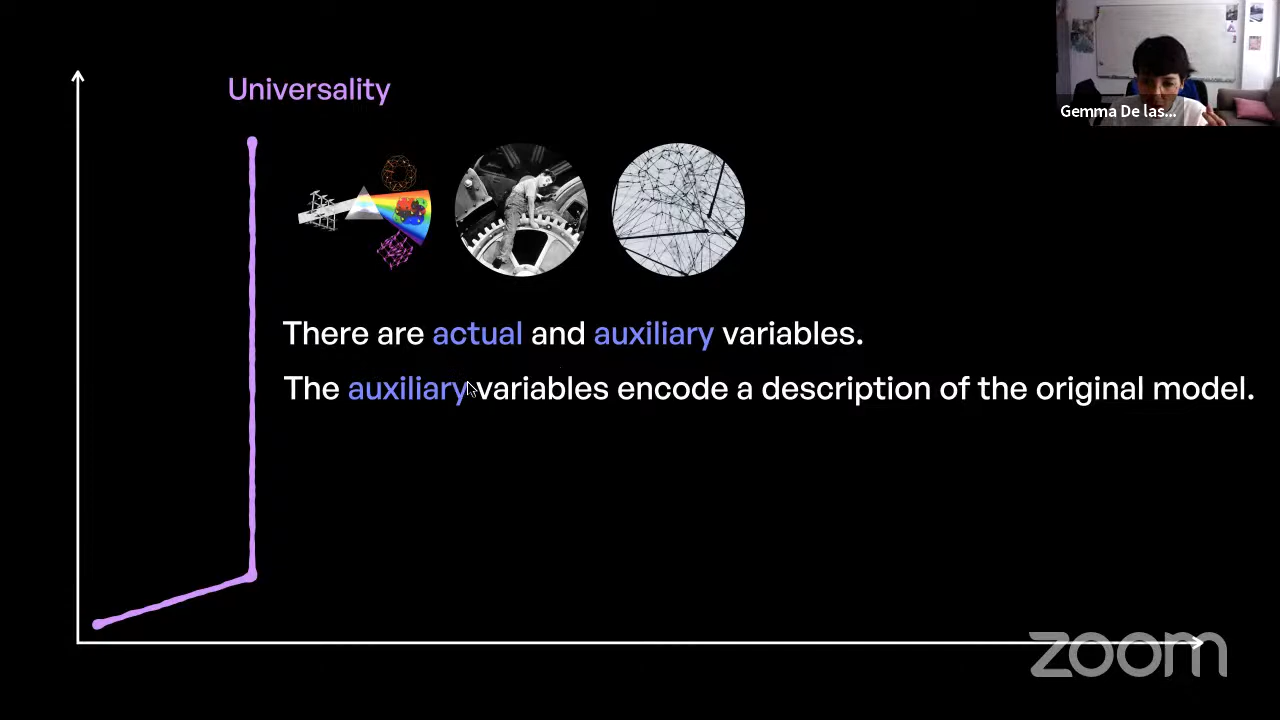 Universality
Gemma De las...
There are actual and auxiliary variables.
The auxiliary variables encode a description of the original model.
zoom